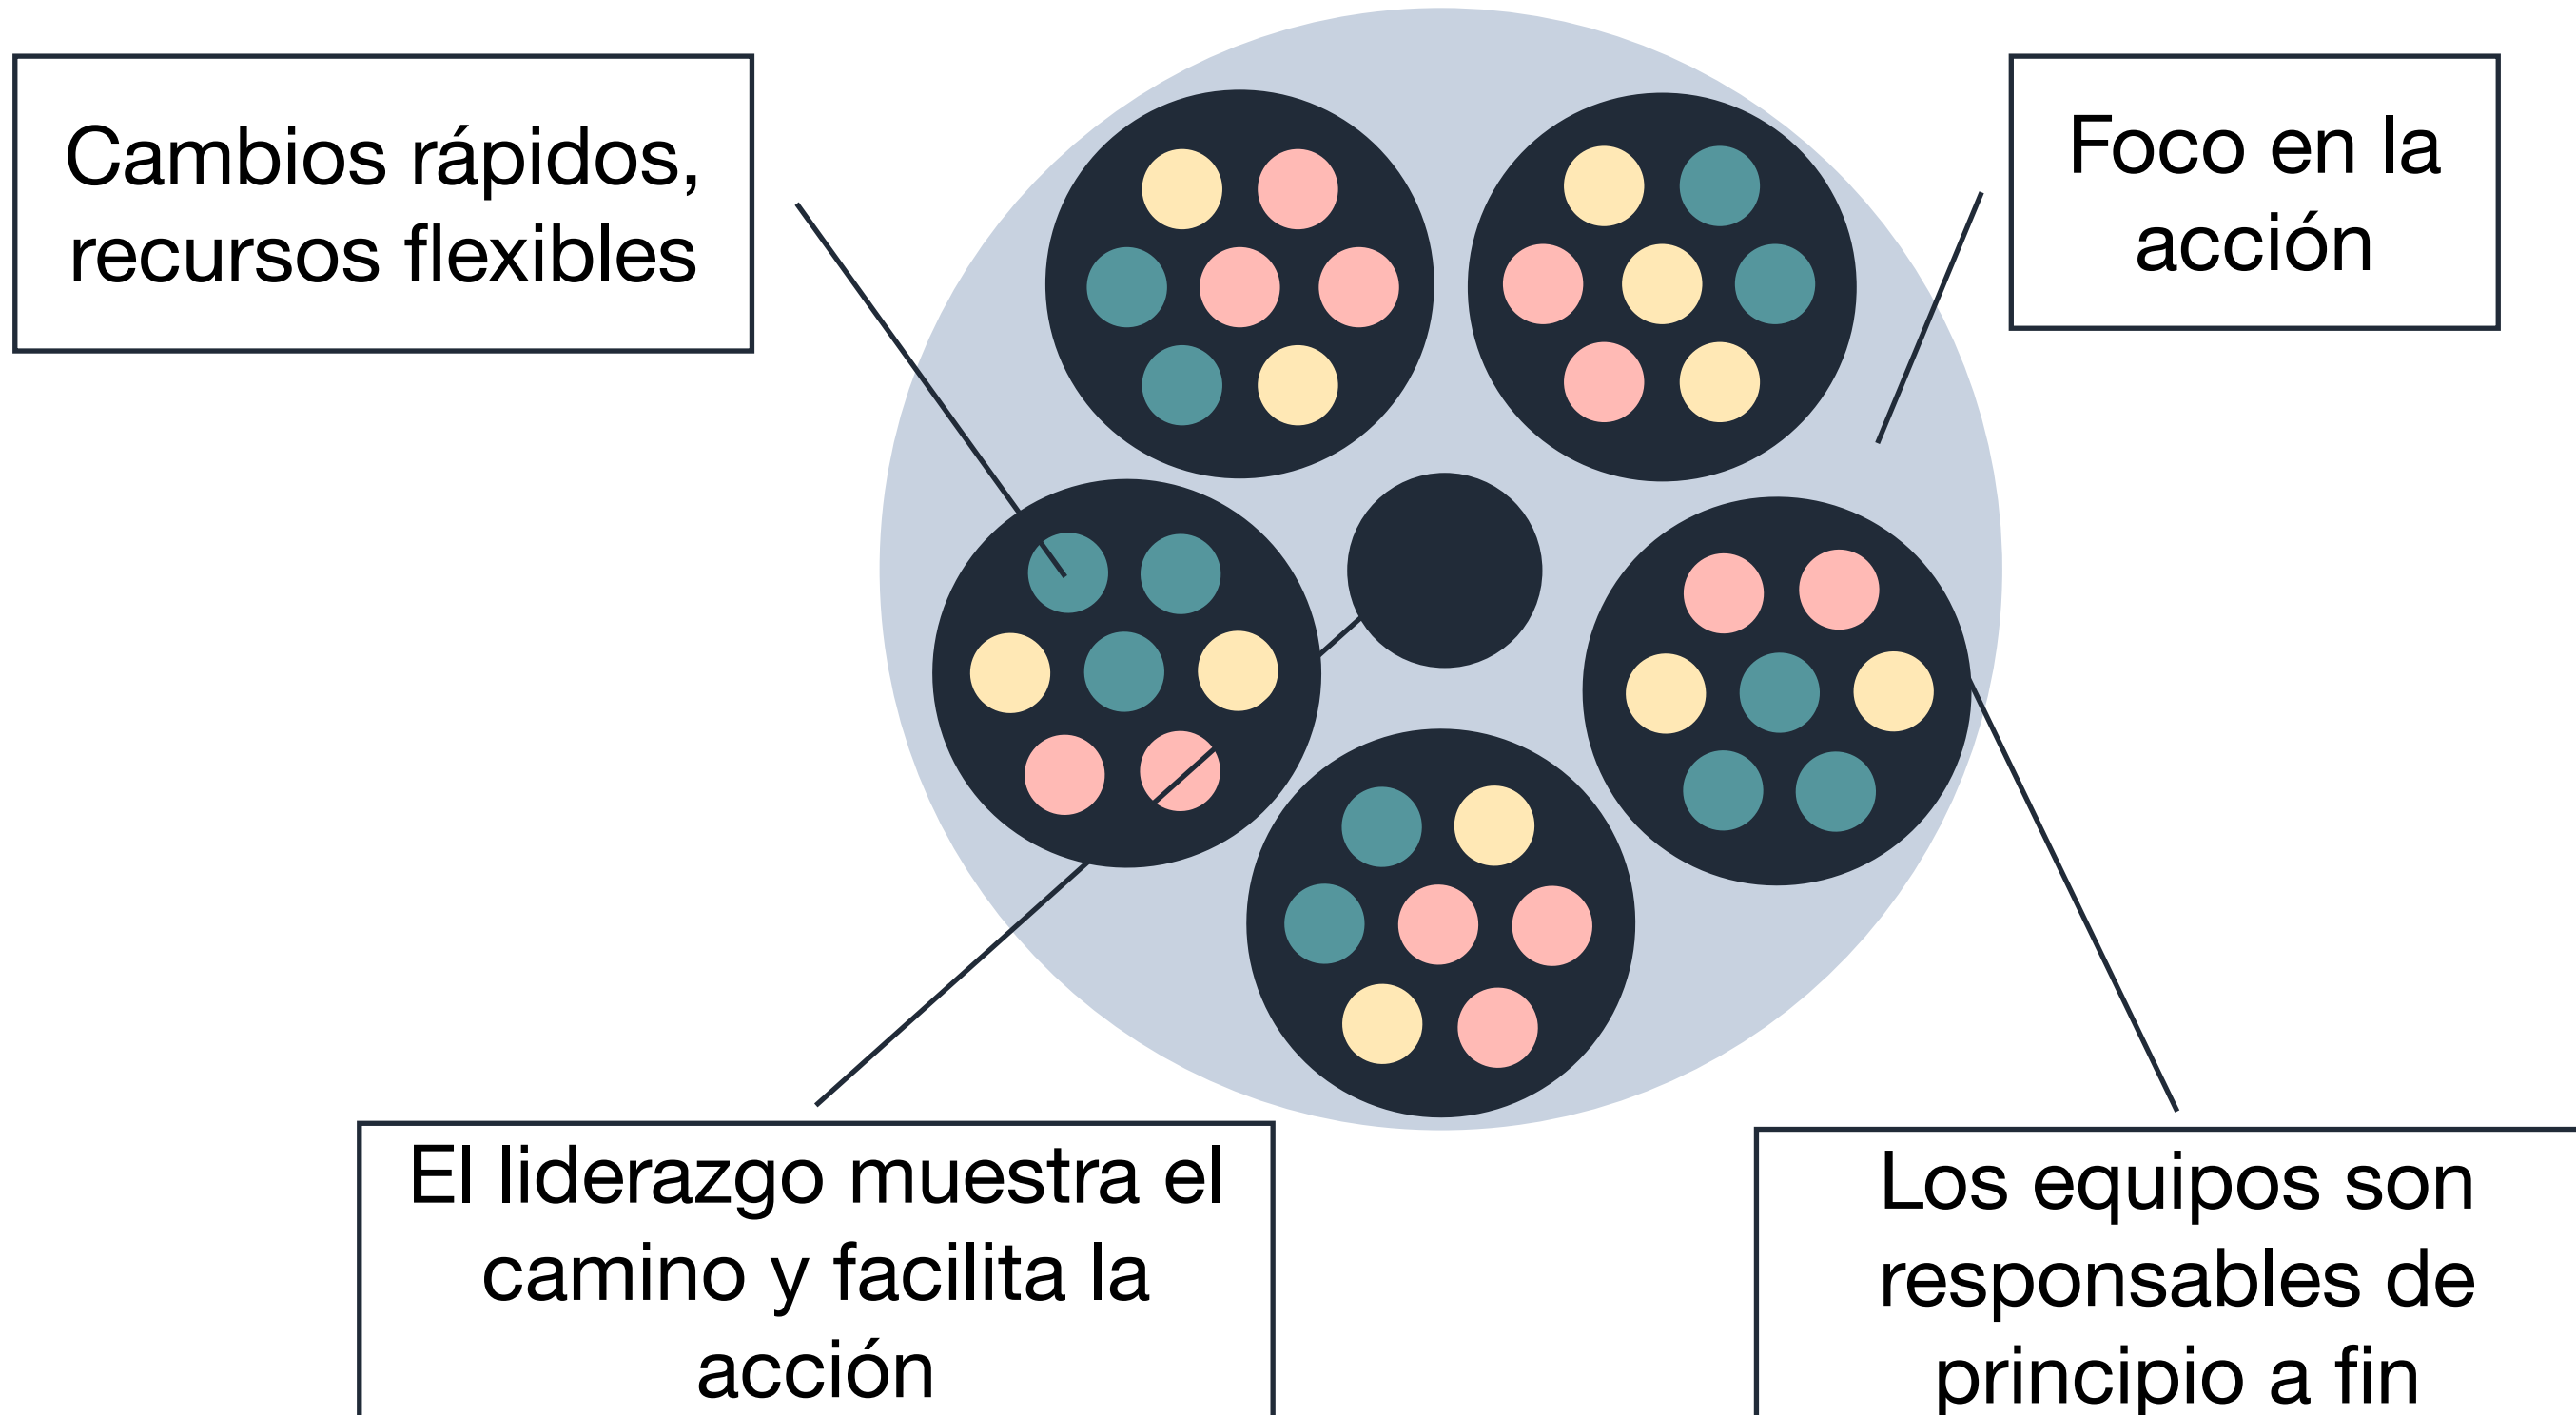 Cambios rápidos,
recursos flexibles
Foco en la
acción
El liderazgo muestra el
camino y facilita la
acción
Los equipos son
responsables de
principio a fin